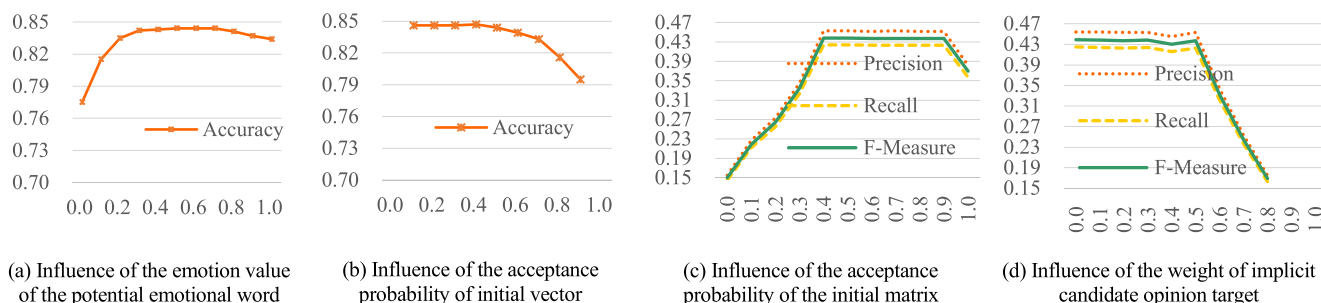 0.85
0.82
0.79
0.76
0.73
0.70
Accuracy
0.0 0.2 0.4 0.6 0.8 1.0
(a) Influence of the emotion value
of the potential emotional word
0.85
0.82
0.79
0.76
0.73
0.70
Accuracy
0.0 0.2 0.4 0.6 0.8 1.0
(b) Influence of the acceptance
probability of initial vector
0.47
0.43
0.39
0.35
0.31
0.27
0.23
0.19
0.15
Precision
Recall
F-Measure
0.0 0.1 0.2 0.3 0.4 0.5 0.6 0.7 0.8 0.9 1.0
(c) Influence of the acceptance
probability of the initial matrix
0.47
0.43
0.39
0.35
0.31
0.27
0.23
0.19
0.15
Precision
Recall
F-Measure
0.0 0.1 0.2 0.3 0.4 0.5 0.6 0.7 0.8 0.9 1.0
(d) Influence of the weight of implicit
candidate opinion target